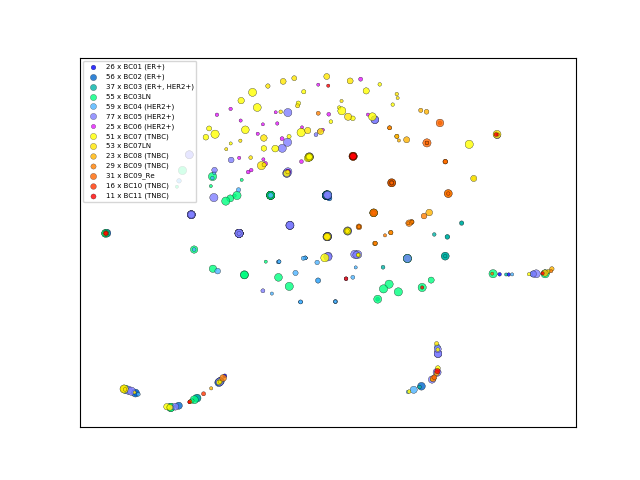 26 x BC01 (ER+)
56 x BC02 (ER+)
37 x BC03 (ER+, HER2+)
55 x BC03LN
59 x BC04 (HER2+)
77 x BC05 (HER2+)
25 x BC06 (HER2+)
51 x BC07 (TNBC)
53 x BC07LN
23 x BC08 (TNBC)
29 x BC09 (TNBC)
31 x BC09_Re
16 x BC10 (TNBC)
11 x BC11 (TNBC)